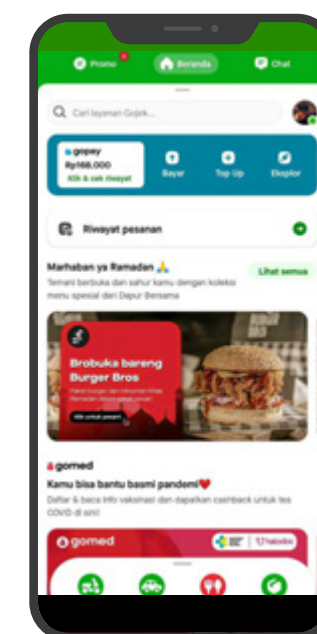 Promo
Beranda
Chat
Cari layanan Gojek...
gopay
Rp168.000
Klik & cek riwayat
Bayar
Top Up
Eksplor
Riwayat pesanan
Marhaban ya Ramadan 🙏
Lihat semua
Temani berbuka dan sahur kamu dengan koleksi
menu spesial dari Dapur Bersama
Brobuka bareng
Burger Bros
Klik untuk pesan!
gomed
Kamu bisa bantu basmi pandemi❤️
Daftar & baca info vaksinasi dan dapatkan cashback untuk tes
COVID di sini!
gomed
halodoc